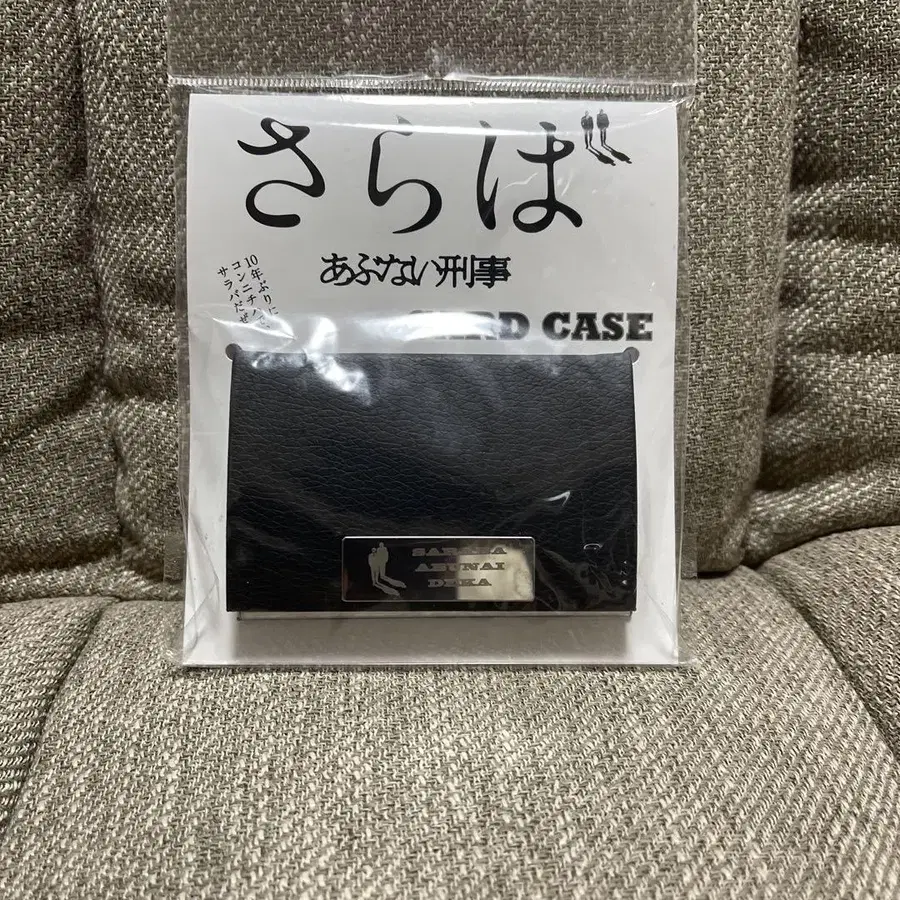 さらば
あぶない刑事
10年ぶりに
コンニチハで、
サラバだぜ
CARD CASE
SARABA
ABUNAI
DEKA